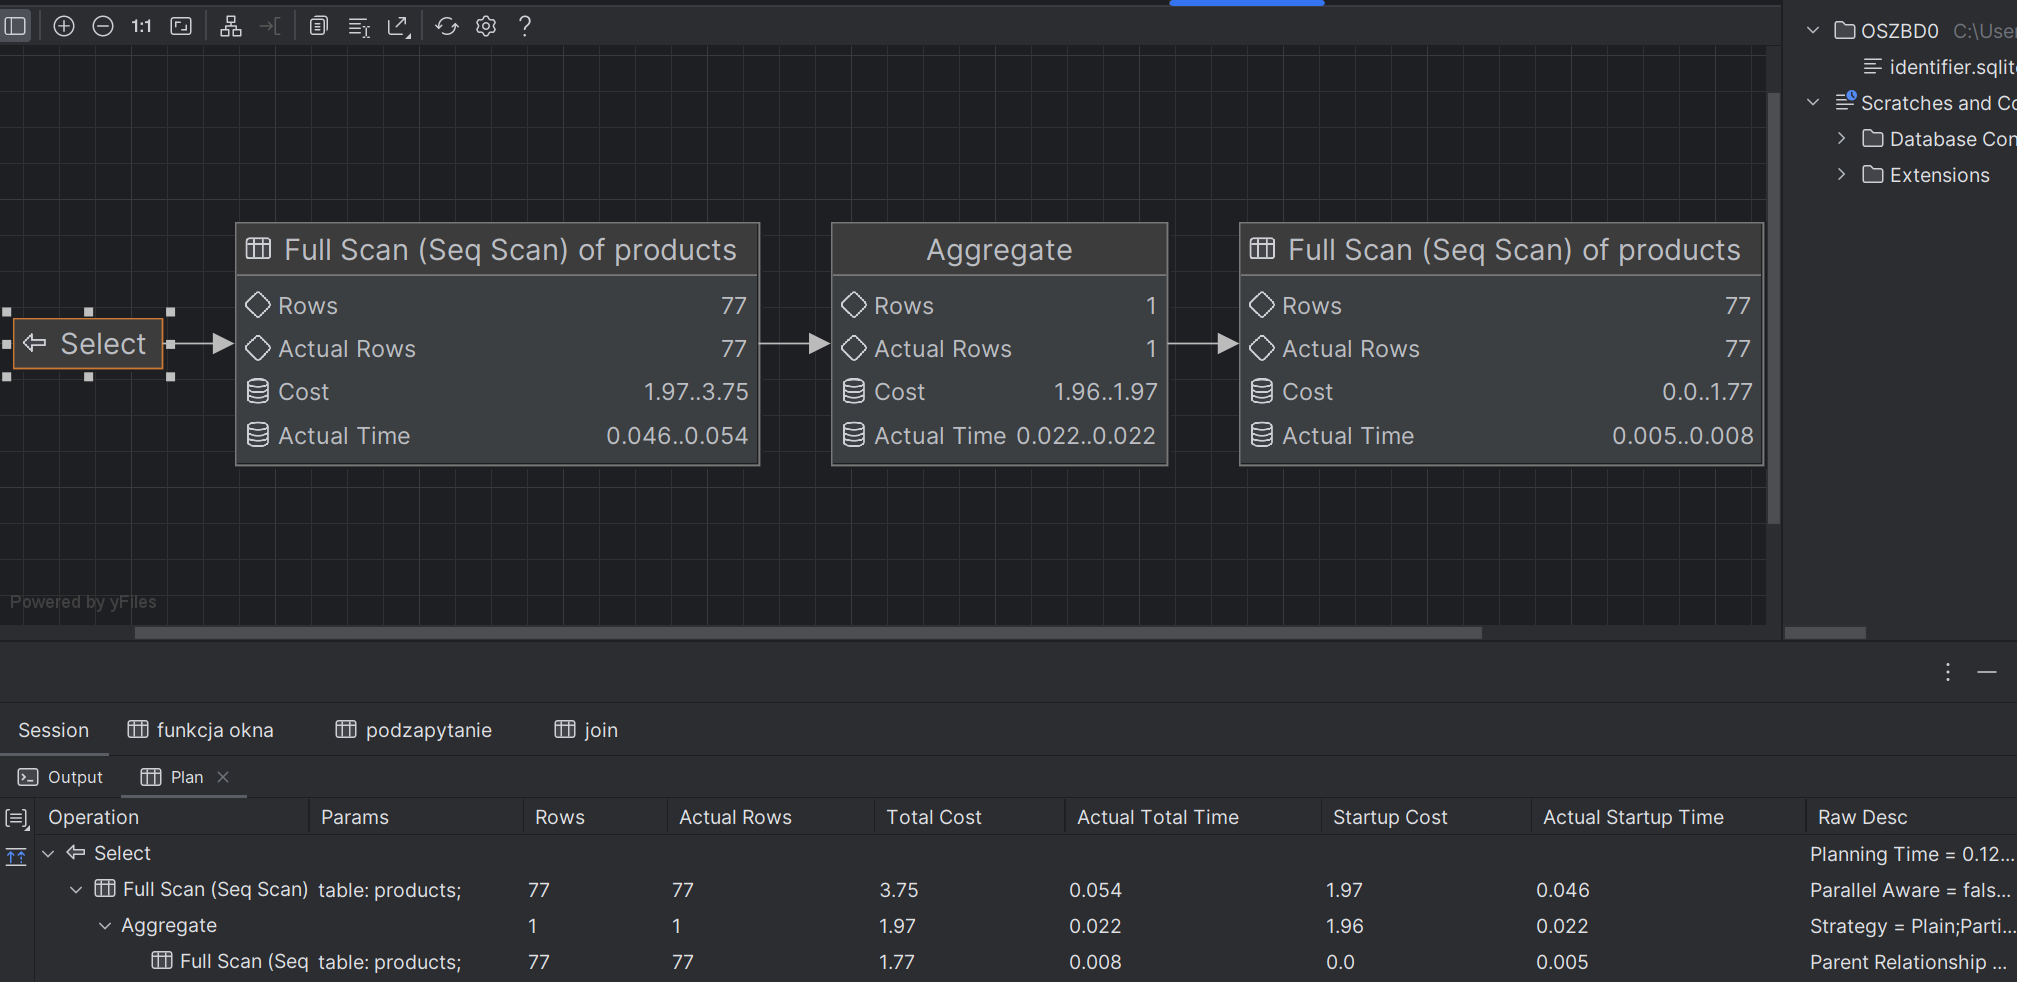 1:1
?
OSZBD0 C:\User
identifier.sqlit
Scratches and Co
Database Con
Extensions
Select
Full Scan (Seq Scan) of products
Rows 77
Actual Rows 77
Cost 1.97..3.75
Actual Time 0.046..0.054
Aggregate
Rows 1
Actual Rows 1
Cost 1.96..1.97
Actual Time 0.022..0.022
Full Scan (Seq Scan) of products
Rows 77
Actual Rows 77
Cost 0.0..1.77
Actual Time 0.005..0.008
Powered by yFiles
Session funkcja okna podzapytanie join
Output Plan
Operation Params Rows Actual Rows Total Cost Actual Total Time Startup Cost Actual Startup Time Raw Desc
Select Planning Time = 0.12...
Full Scan (Seq Scan) table: products; 77 77 3.75 0.054 1.97 0.046 Parallel Aware = fals...
Aggregate 1 1 1.97 0.022 1.96 0.022 Strategy = Plain;Parti...
Full Scan (Seq table: products; 77 77 1.77 0.008 0.0 0.005 Parent Relationship ...